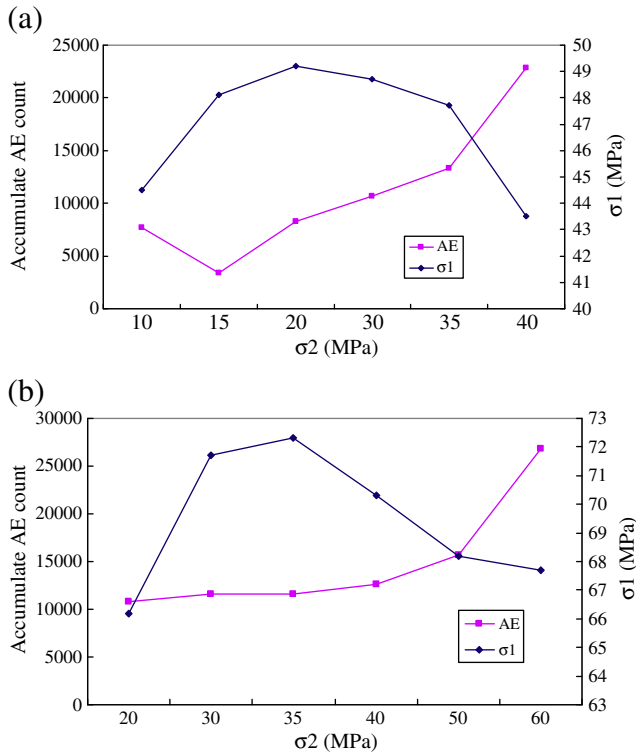 (a)
Accumulate AE count
25000
20000
15000
10000
5000
0
50
49
48
47
46
45
44
43
42
41
40
σ1 (MPa)
AE
σ1
10 15 20 30 35 40
σ2 (MPa)
(b)
Accumulate AE count
30000
25000
20000
15000
10000
5000
0
73
72
71
70
69
68
67
66
65
64
63
σ1 (MPa)
AE
σ1
20 30 35 40 50 60
σ2 (MPa)